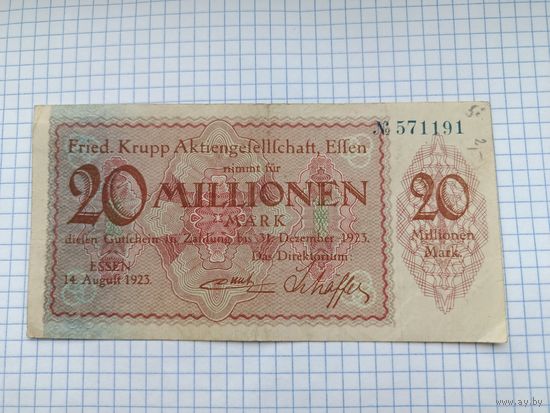 № 571191
Fried. Krupp Aktiengesellschaft, Essen
nimmt für
20 MILLIONEN
MARK
diesen Gutschein in Zahlung bis 31. Dezember 1923.
ESSEN
14. August 1923.
Das Direktorium:
Schäffer
20
Millionen
Mark.
www.ay.by